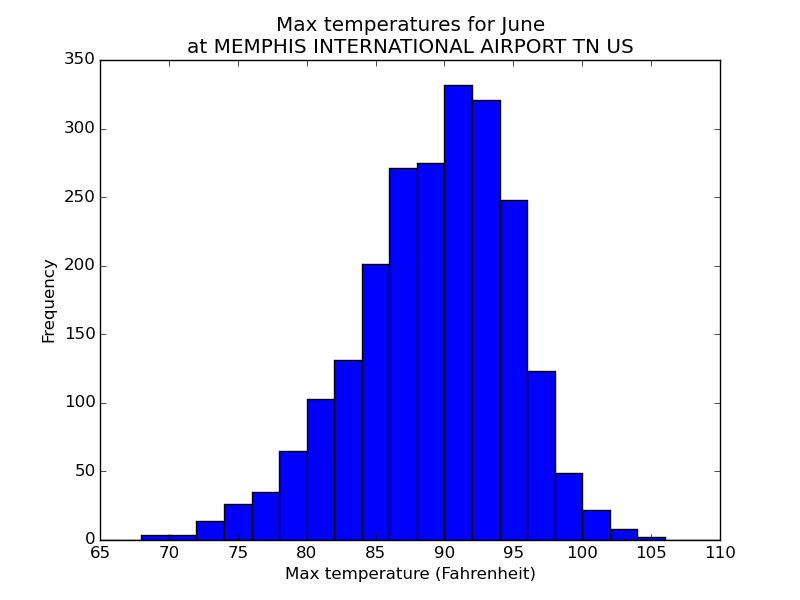 Max temperatures for June
at MEMPHIS INTERNATIONAL AIRPORT TN US
350
300
250
200
150
100
50
0
Frequency
65 70 75 80 85 90 95 100 105 110
Max temperature (Fahrenheit)